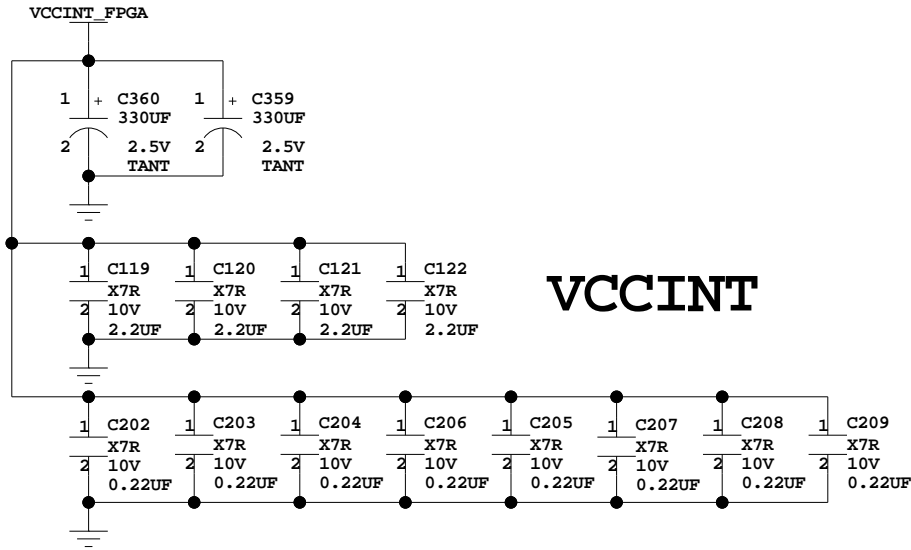 VCCINT_FPGA
1 + C360 1 + C359
330UF 330UF
2 2.5V 2 2.5V
TANT TANT
1 C119 1 C120 1 C121 1 C122
X7R X7R X7R X7R
VCCINT
2 10V 2 10V 2 10V 2 10V
2.2UF 2.2UF 2.2UF 2.2UF
1 C202 1 C203 1 C204 1 C206 1 C205 1 C207 1 C208 1 C209
X7R X7R X7R X7R X7R X7R X7R X7R
2 10V 2 10V 2 10V 2 10V 2 10V 2 10V 2 10V 2 10V
0.22UF 0.22UF 0.22UF 0.22UF 0.22UF 0.22UF 0.22UF 0.22UF